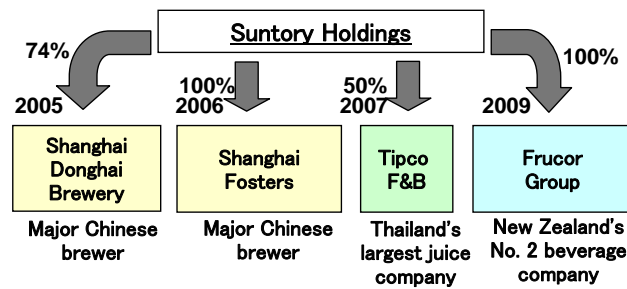 Suntory Holdings
74%
100%
50%
100%
2005
2006
2007
2009
Shanghai
Donghai
Brewery
Shanghai
Fosters
Tipco
F&B
Frucor
Group
Major Chinese
brewer
Major Chinese
brewer
Thailand's
largest juice
company
New Zealand's
No. 2 beverage
company